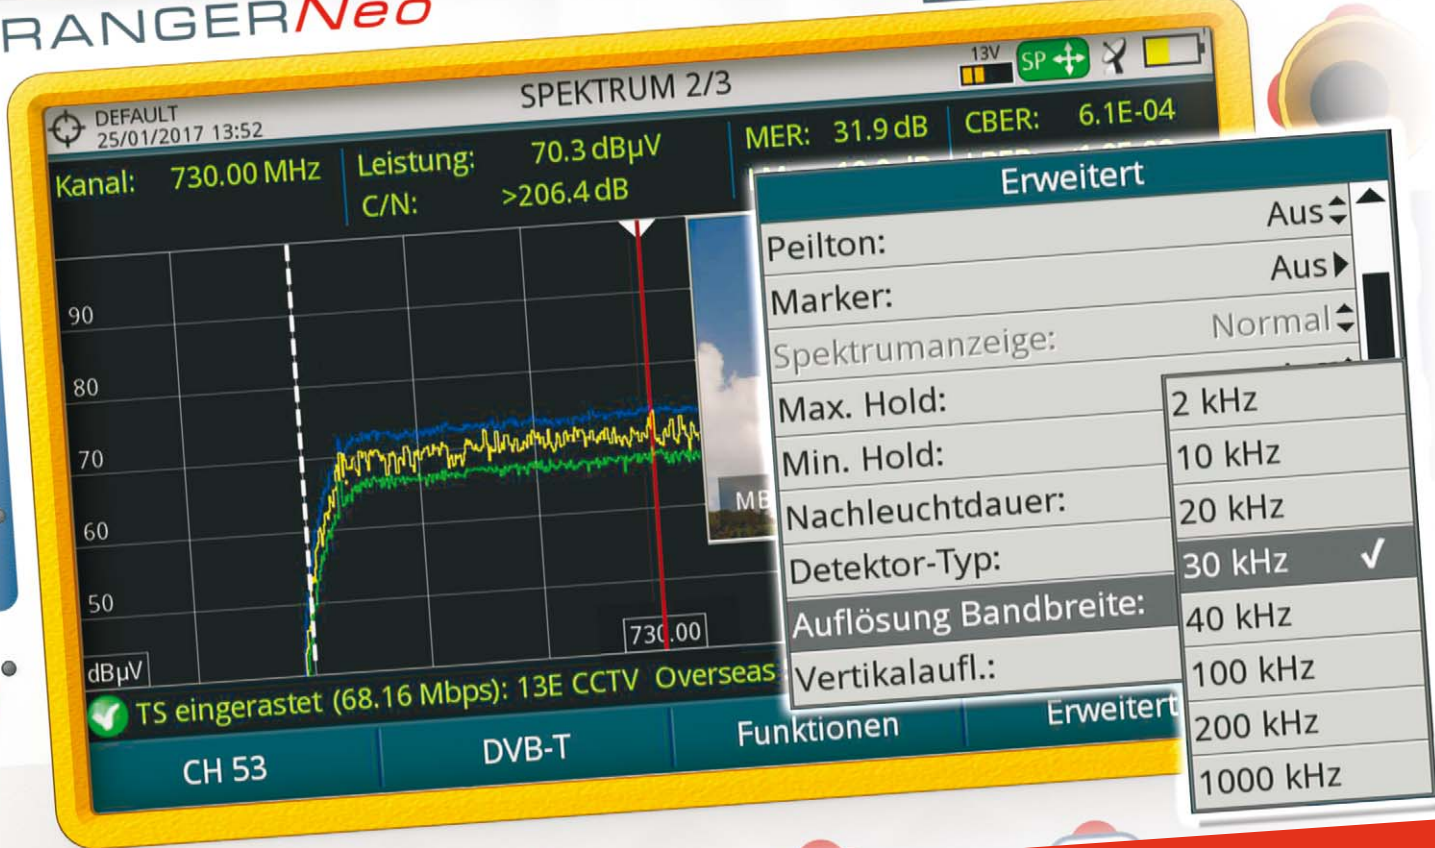 RANGERNeo
DEFAULT
25/01/2017 13:52
SPEKTRUM 2/3
13V
SP
Kanal: 730.00 MHz
Leistung: 70.3 dBµV
C/N: >206.4 dB
MER: 31.9 dB
CBER: 6.1E-04
90
80
70
60
50
dBµV
730.00
MB
TS eingerastet (68.16 Mbps): 13E CCTV Overseas
CH 53
DVB-T
Funktionen
Erweitert
Erweitert
Peilton: Aus
Marker: Aus
Spektrumanzeige: Normal
Max. Hold:
Min. Hold:
Nachleuchtdauer:
Detektor-Typ:
Auflösung Bandbreite:
Vertikalaufl.:
2 kHz
10 kHz
20 kHz
30 kHz
40 kHz
100 kHz
200 kHz
1000 kHz